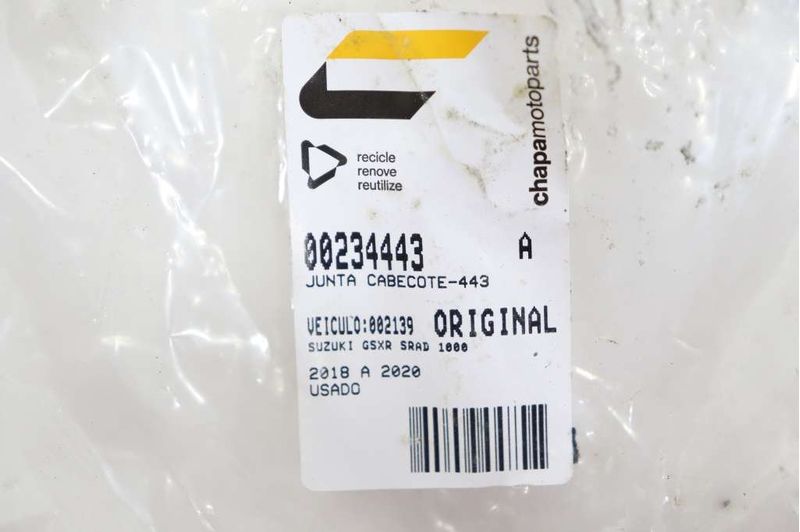 chapamotoparts
recicle
renove
reutilize
00234443 A
JUNTA CABECOTE-443
VEICULO:002139 ORIGINAL
SUZUKI GSXR SRAD 1000
2018 A 2020
USADO